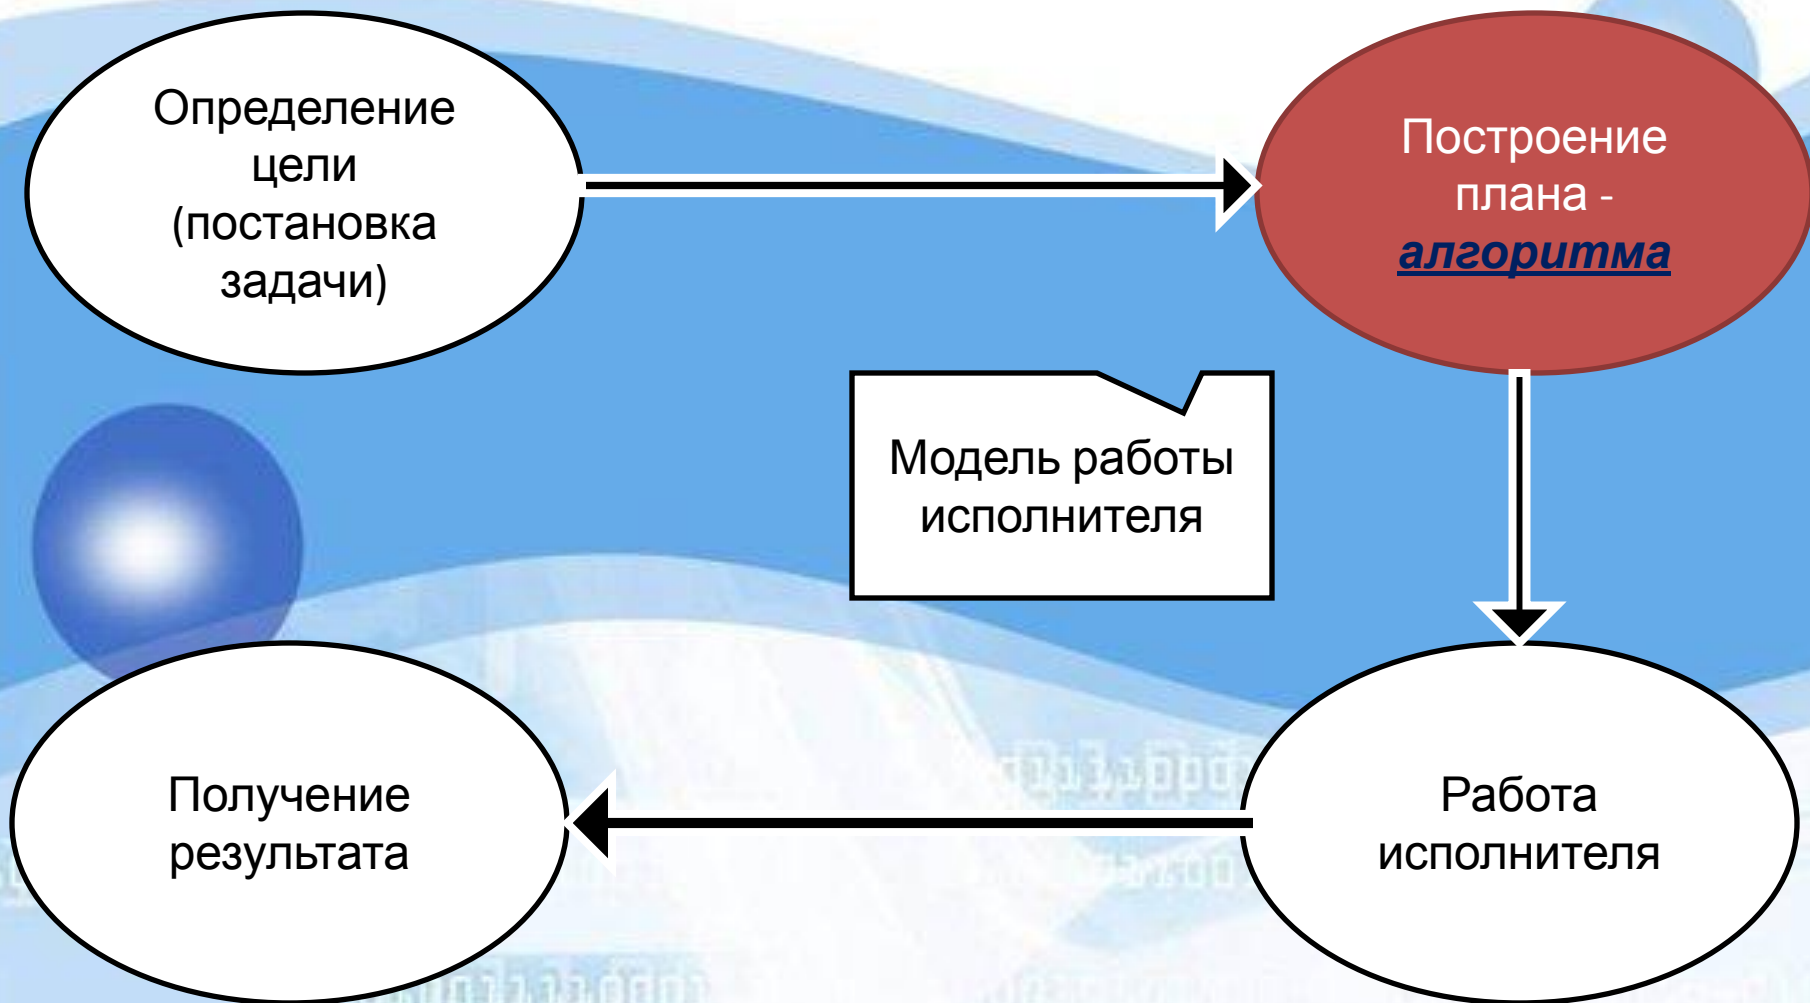 Определение
цели
(постановка
задачи)
Построение
плана -
алгоритма
Модель работы
исполнителя
Получение
результата
Работа
исполнителя